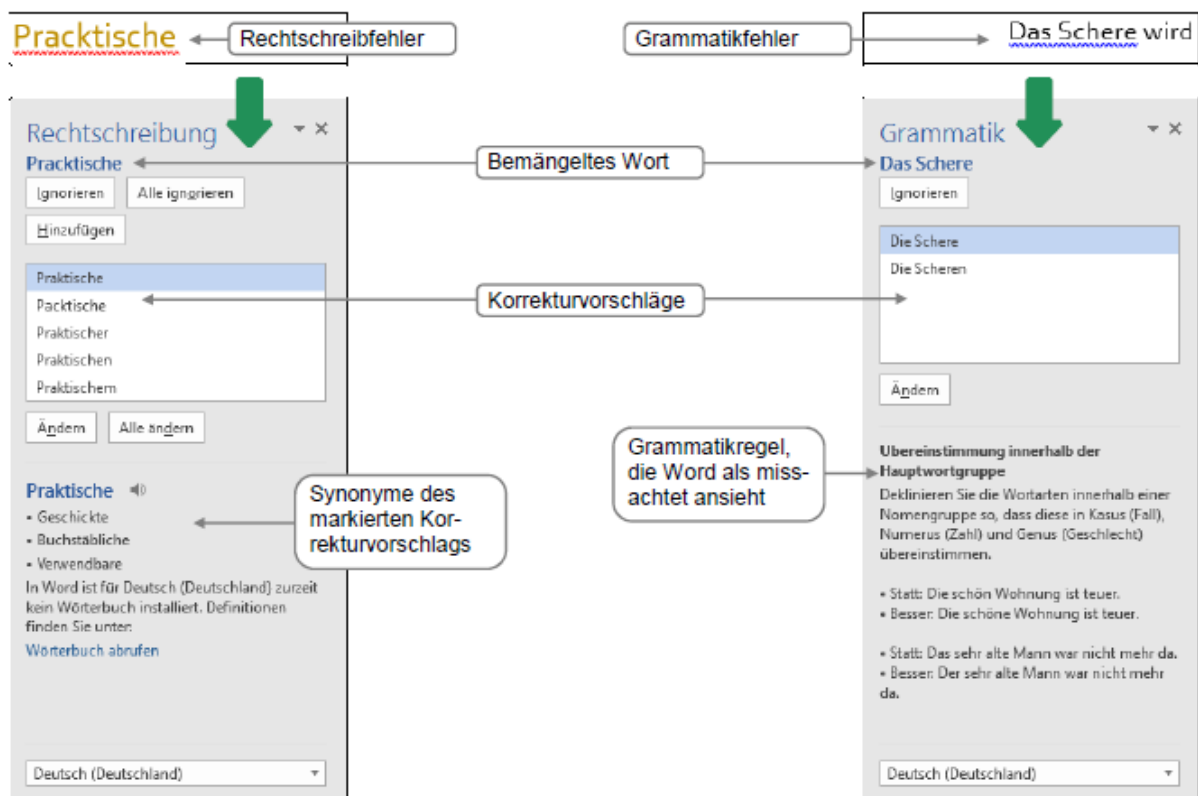 Pracktische
Rechtschreibfehler
Grammatikfehler
Das Schere wird
Rechtschreibung
Pracktische
Ignorieren
Alle ignorieren
Hinzufügen
Praktische
Packtische
Praktischer
Praktischen
Praktischem
Ändern
Alle ändern
Praktische
• Geschickte
• Buchstäbliche
• Verwendbare
In Word ist für Deutsch (Deutschland) zurzeit
kein Wörterbuch installiert. Definitionen
finden Sie unter:
Wörterbuch abrufen
Deutsch (Deutschland)
Bemängeltes Wort
Korrekturvorschläge
Synonyme des
markierten Kor-
rekturvorschlags
Grammatikregel,
die Word als miss-
achtet ansieht
Grammatik
Das Schere
Ignorieren
Die Schere
Die Scheren
Ändern
Übereinstimmung innerhalb der
Hauptwortgruppe
Deklinieren Sie die Wortarten innerhalb einer
Nomengruppe so, dass diese in Kasus (Fall),
Numerus (Zahl) und Genus (Geschlecht)
übereinstimmen.
• Statt: Die schön Wohnung ist teuer.
• Besser: Die schöne Wohnung ist teuer.
• Statt: Das sehr alte Mann war nicht mehr da.
• Besser: Der sehr alte Mann war nicht mehr
da.
Deutsch (Deutschland)